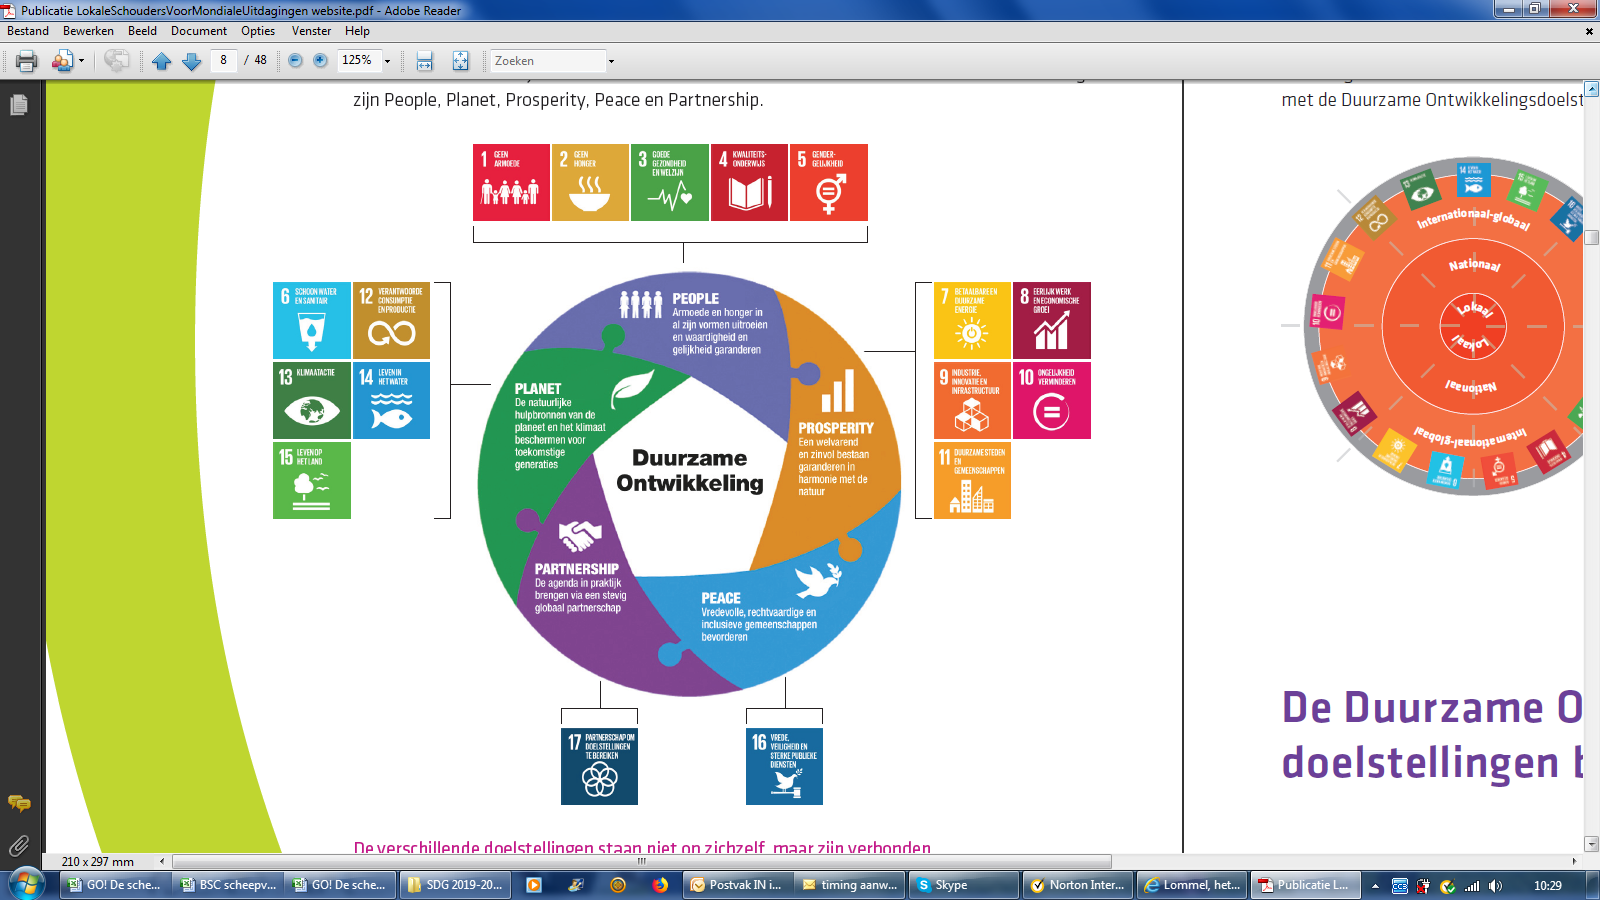 Publicatie LokaleSchoudersVoorMondialeUitdagingen website.pdf - Adobe Reader
Bestand Bewerken Beeld Document Opties Venster Help
8 / 48 125% Zoeken
zijn People, Planet, Prosperity, Peace en Partnership.
1 GEEN
ARMOEDE
2 GEEN
HONGER
3 GOEDE
GEZONDHEID
EN WELZIJN
4 KWALITEITS-
ONDERWIJS
5 GENDER-
GELIJKHEID
6 SCHOON WATER
EN SANITAIR
12 VERANTWOORDE
CONSUMPTIE
EN PRODUCTIE
13 KLIMAATACTIE
14 LEVEN IN
HET WATER
15 LEVEN OP
HET LAND
PEOPLE
Armoede en honger in
al zijn vormen uitroeien
en waardigheid en
gelijkheid garanderen
PLANET
De natuurlijke
hulpbronnen van de
planeet en het klimaat
beschermen voor
toekomstige
generaties
PROSPERITY
Een welvarend
en zinvol bestaan
garanderen in
harmonie met de
natuur
Duurzame
Ontwikkeling
PARTNERSHIP
De agenda in praktijk
brengen via een stevig
globaal partnerschap
PEACE
Vredevolle, rechtvaardige en
inclusieve gemeenschappen
bevorderen
7 BETAALBARE EN
DUURZAME
ENERGIE
8 EERLIJK WERK
EN ECONOMISCHE
GROEI
9 INDUSTRIE,
INNOVATIE EN
INFRASTRUCTUUR
10 ONGELIJKHEID
VERMINDEREN
11 DUURZAME STEDEN
EN
GEMEENSCHAPPEN
17 PARTNERSCHAP OM
DOELSTELLINGEN
TE BEREIKEN
16 VREDE,
VEILIGHEID EN
STERKE PUBLIEKE
DIENSTEN
De verschillende doelstellingen staan niet op zichzelf, maar zijn verbonden
met de Duurzame Ontwikkelingsdoelst
Internationaal-globaal
Nationaal
Lokaal
Lokaal
Nationaal
Internationaal-globaal
De Duurzame O
doelstellingen b
210 x 297 mm
GO! De sche...
BSC scheepv...
GO! De sche...
SDG 2019-20...
Postvak IN i...
timing aanw...
Skype
Norton Inter...
Lommel, het...
Publicatie L...
10:29